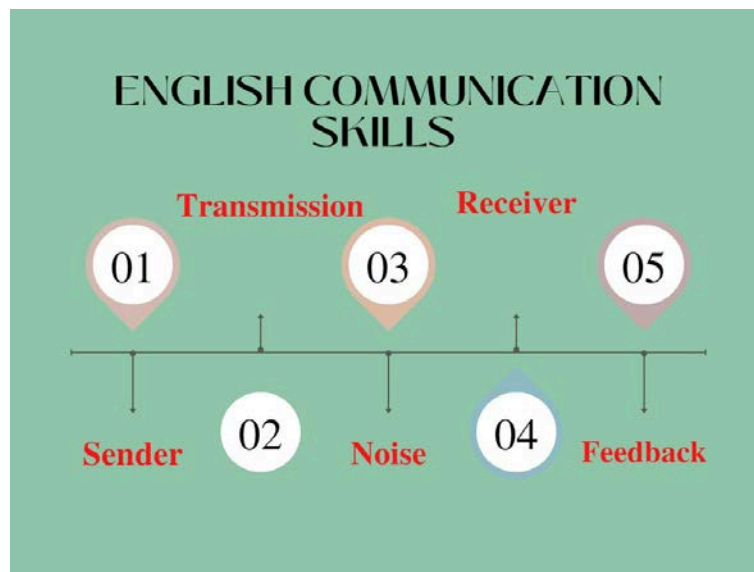 ENGLISH COMMUNICATION
SKILLS
Transmission
Receiver
01
03
05
02
04
Sender
Noise
Feedback